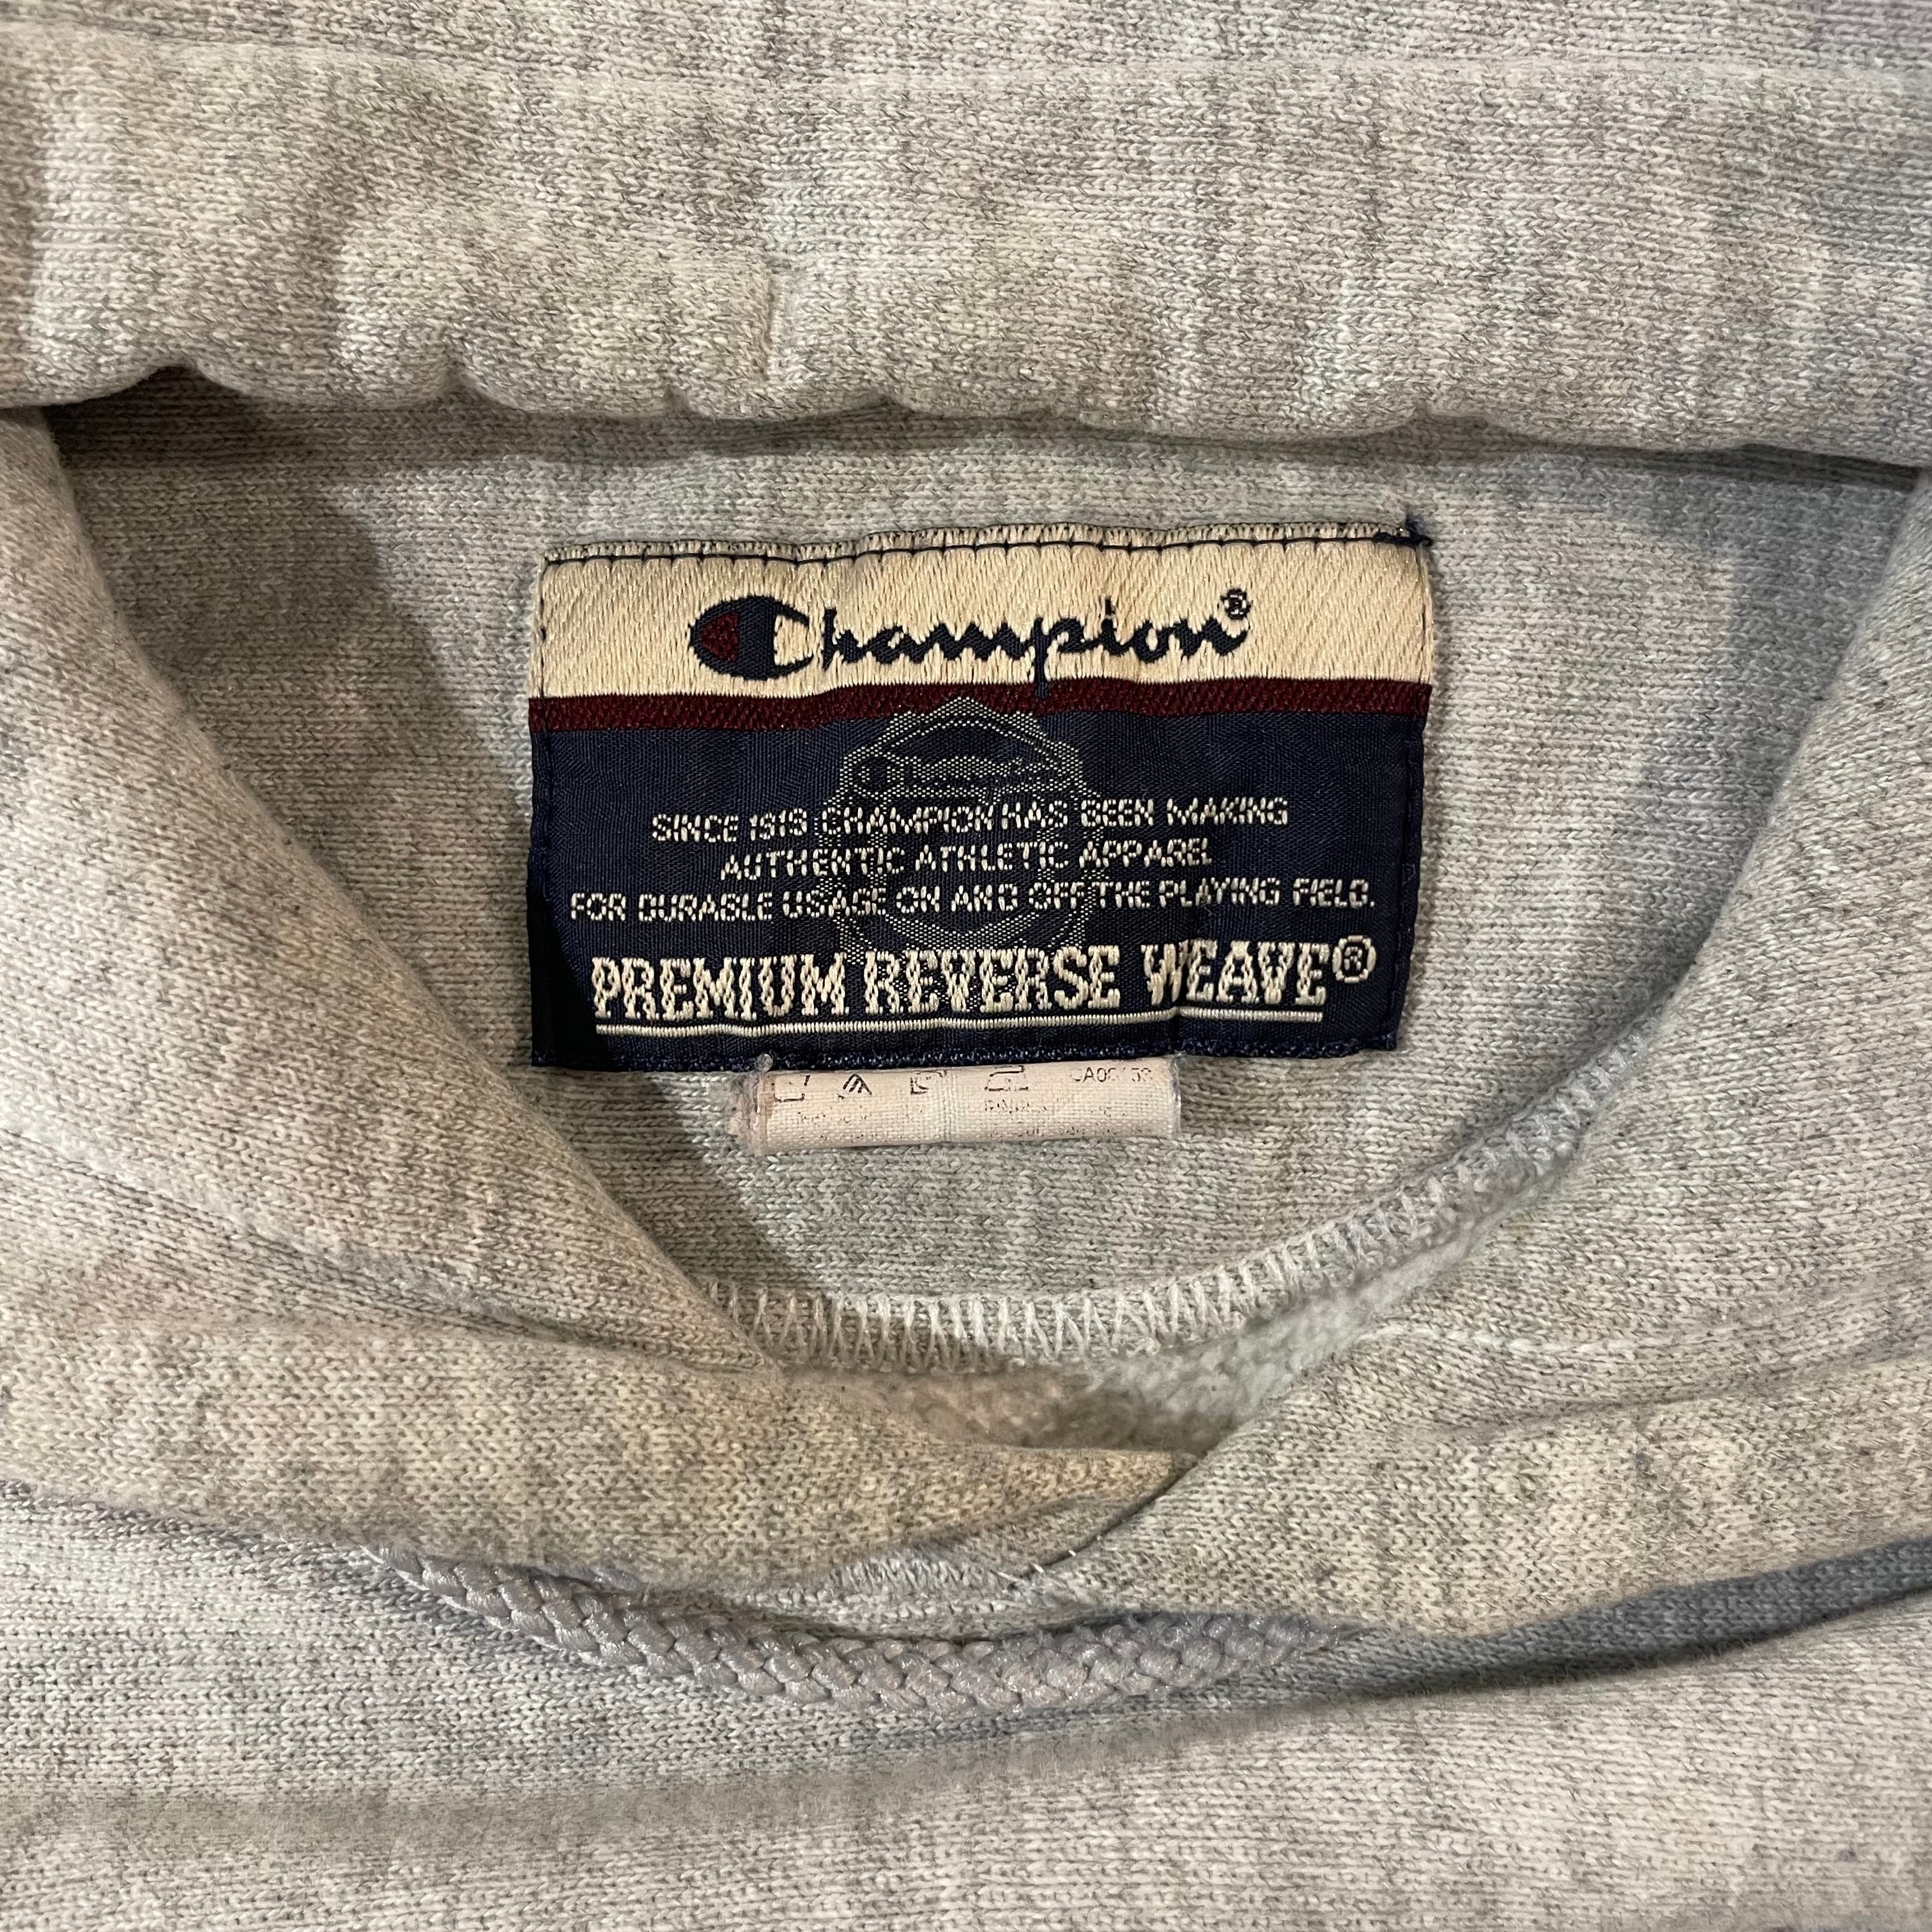 Champion®
Champion
SINCE 1919 CHAMPION HAS BEEN MAKING
AUTHENTIC ATHLETIC APPAREL
FOR DURABLE USAGE ON AND OFF THE PLAYING FIELD.
PREMIUM REVERSE WEAVE®